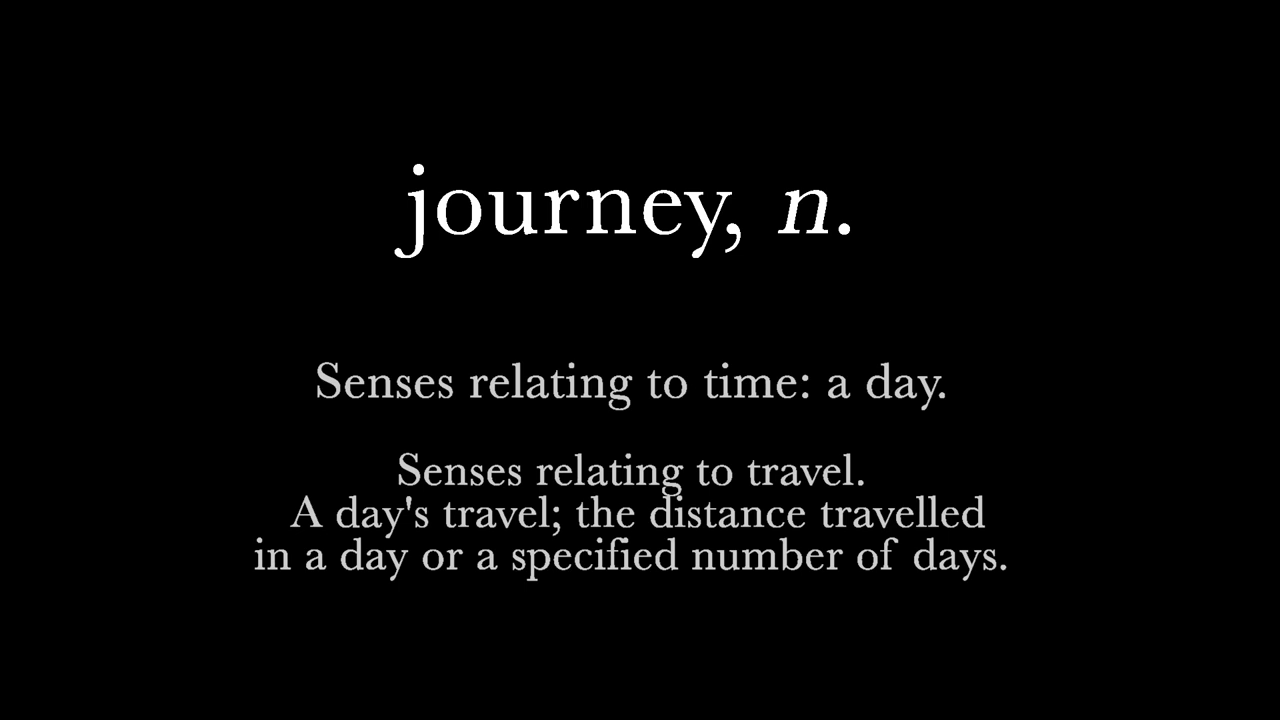 journey, n.
Senses relating to time: a day.
Senses relating to travel.
A day's travel; the distance travelled
in a day or a specified number of days.